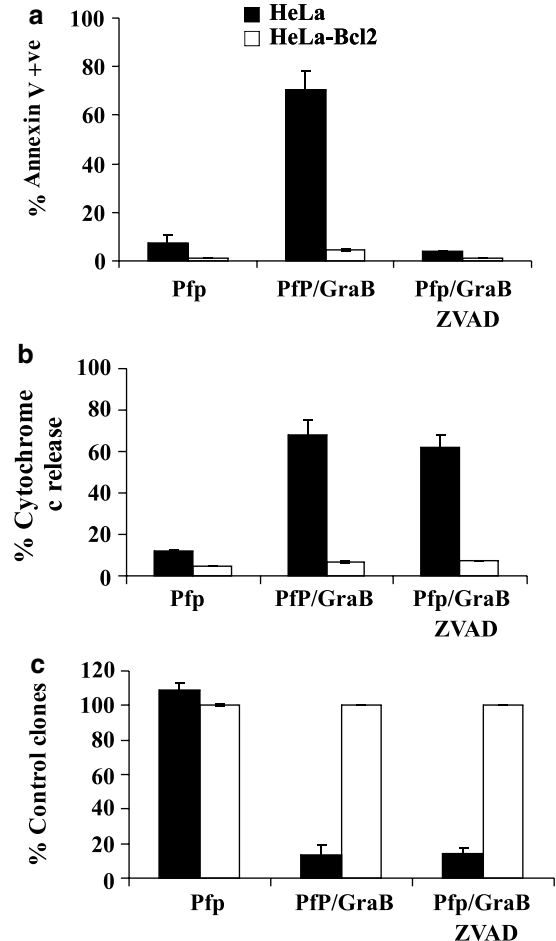 a
HeLa
HeLa-Bcl2
% Annexin V +ve
100
80
60
40
20
0
Pfp
PfP/GraB
Pfp/GraB
ZVAD
b
% Cytochrome
c release
100
80
60
40
20
0
Pfp
PfP/GraB
Pfp/GraB
ZVAD
c
% Control clones
120
100
80
60
40
20
0
Pfp
PfP/GraB
Pfp/GraB
ZVAD